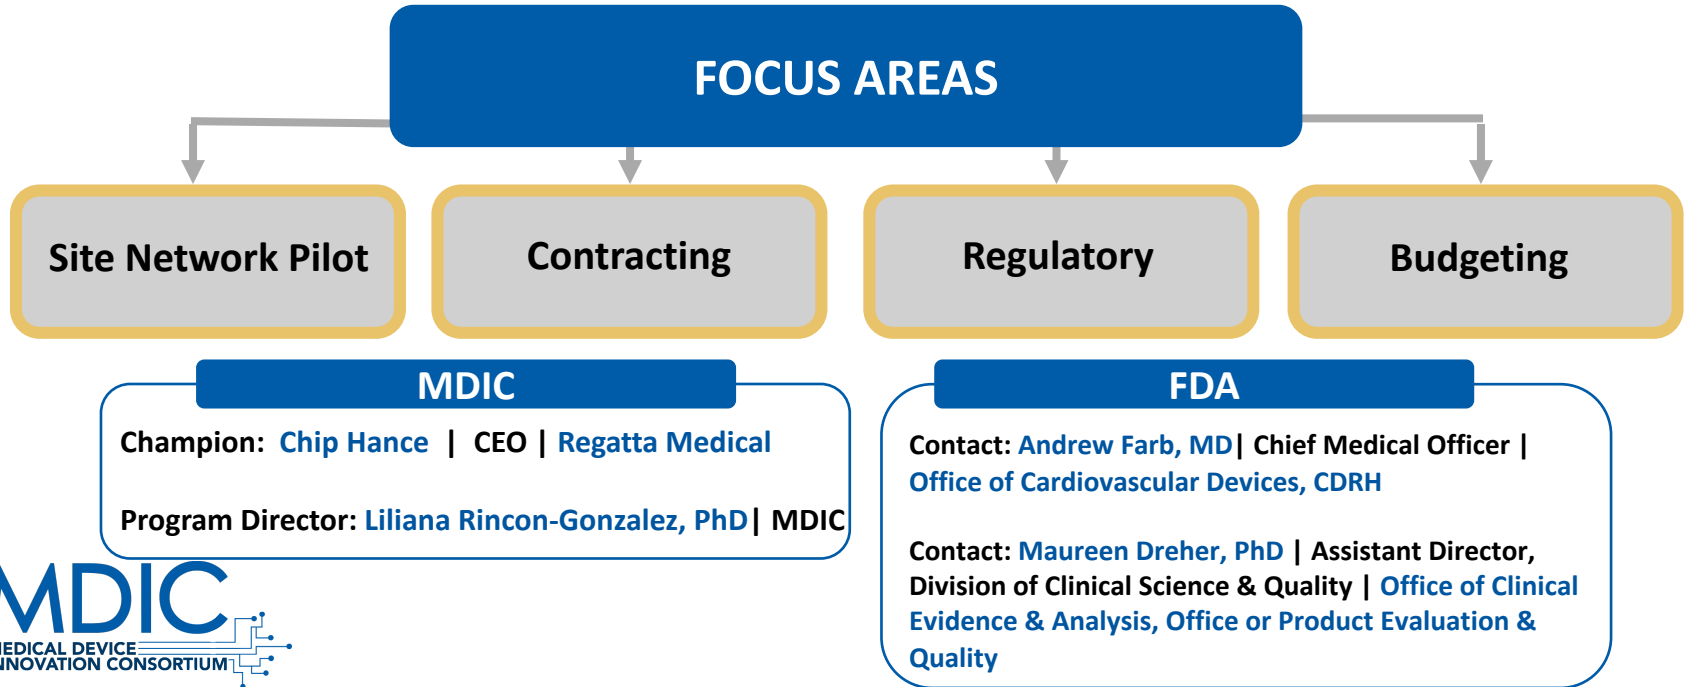 FOCUS AREAS
Site Network Pilot
Contracting
Regulatory
Budgeting
MDIC
Champion: Chip Hance | CEO | Regatta Medical
Program Director: Liliana Rincon-Gonzalez, PhD| MDIC
FDA
Contact: Andrew Farb, MD| Chief Medical Officer |
Office of Cardiovascular Devices, CDRH
Contact: Maureen Dreher, PhD | Assistant Director,
Division of Clinical Science & Quality | Office of Clinical
Evidence & Analysis, Office or Product Evaluation &
Quality
MDIC
MEDICAL DEVICE
INNOVATION CONSORTIUM